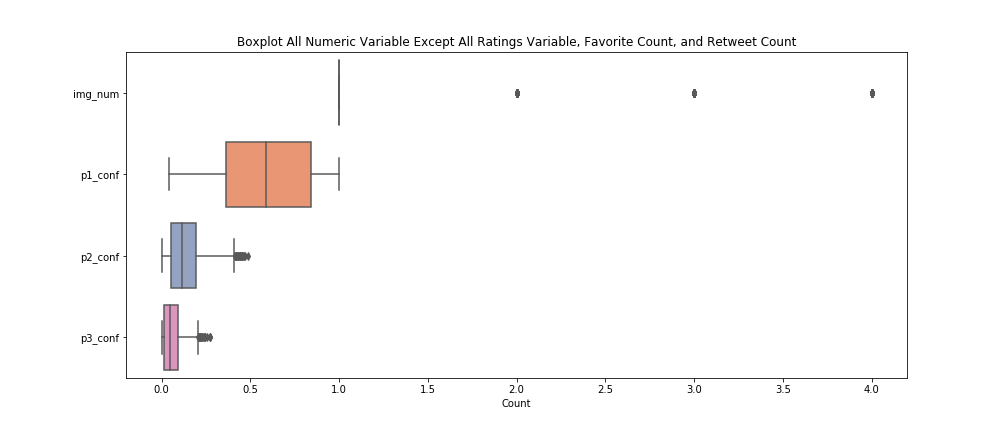 Boxplot All Numeric Variable Except All Ratings Variable, Favorite Count, and Retweet Count
img_num
p1_conf
p2_conf
p3_conf
0.0 0.5 1.0 1.5 2.0 2.5 3.0 3.5 4.0
Count